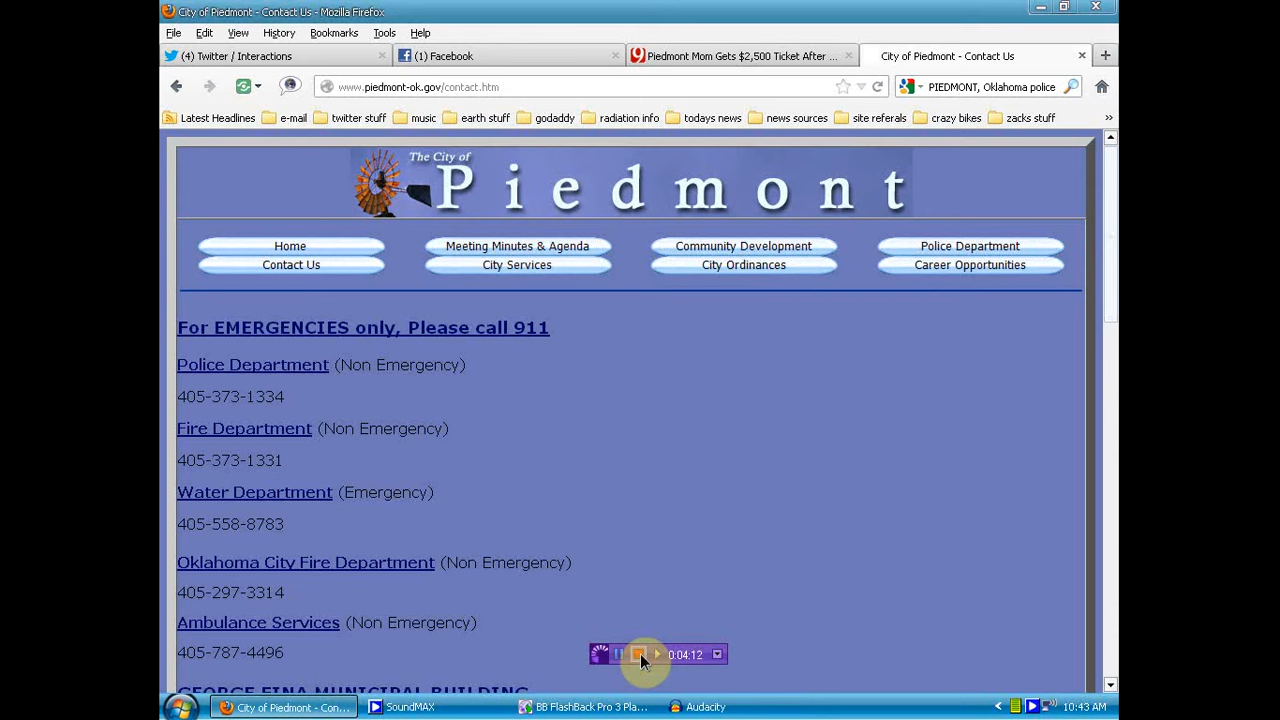 City of Piedmont - Contact Us - Mozilla Firefox
File Edit View History Bookmarks Tools Help
(4) Twitter / Interactions (1) Facebook Piedmont Mom Gets $2,500 Ticket After ... City of Piedmont - Contact Us
www.piedmont-ok.gov/contact.htm PIEDMONT, Oklahoma police
Latest Headlines e-mail twitter stuff music earth stuff godaddy radiation info todays news news sources site referals crazy bikes zacks stuff
The City of
Piedmont
Home Meeting Minutes & Agenda Community Development Police Department
Contact Us City Services City Ordinances Career Opportunities
For EMERGENCIES only, Please call 911
Police Department (Non Emergency)
405-373-1334
Fire Department (Non Emergency)
405-373-1331
Water Department (Emergency)
405-558-8783
Oklahoma City Fire Department (Non Emergency)
405-297-3314
Ambulance Services (Non Emergency)
405-787-4496
0:04:12
GEORGE FINA MUNICIPAL BUILDING
City of Piedmont - Con... SoundMAX BB FlashBack Pro 3 Pla... Audacity 10:43 AM